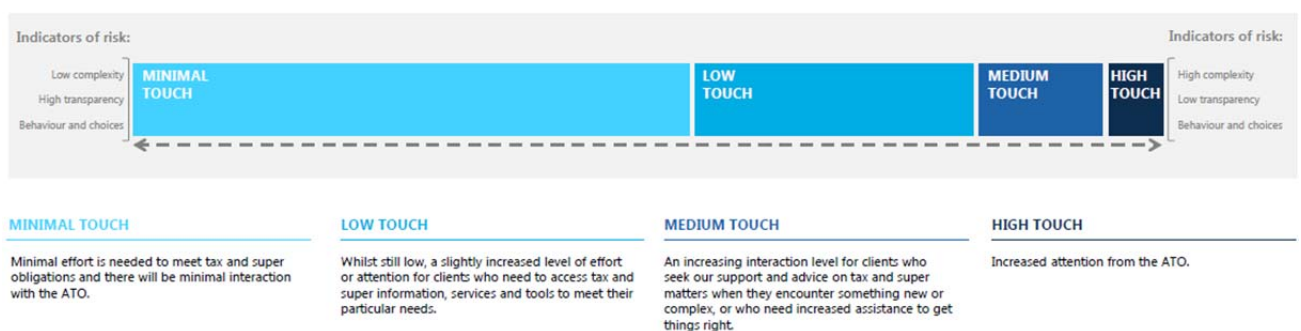 Indicators of risk:
Low complexity
High transparency
Behaviour and choices
MINIMAL
TOUCH
LOW
TOUCH
MEDIUM
TOUCH
HIGH
TOUCH
Indicators of risk:
High complexity
Low transparency
Behaviour and choices
MINIMAL TOUCH
Minimal effort is needed to meet tax and super
obligations and there will be minimal interaction
with the ATO.
LOW TOUCH
Whilst still low, a slightly increased level of effort
or attention for clients who need to access tax and
super information, services and tools to meet their
particular needs.
MEDIUM TOUCH
An increasing interaction level for clients who
seek our support and advice on tax and super
matters when they encounter something new or
complex, or who need increased assistance to get
things right.
HIGH TOUCH
Increased attention from the ATO.